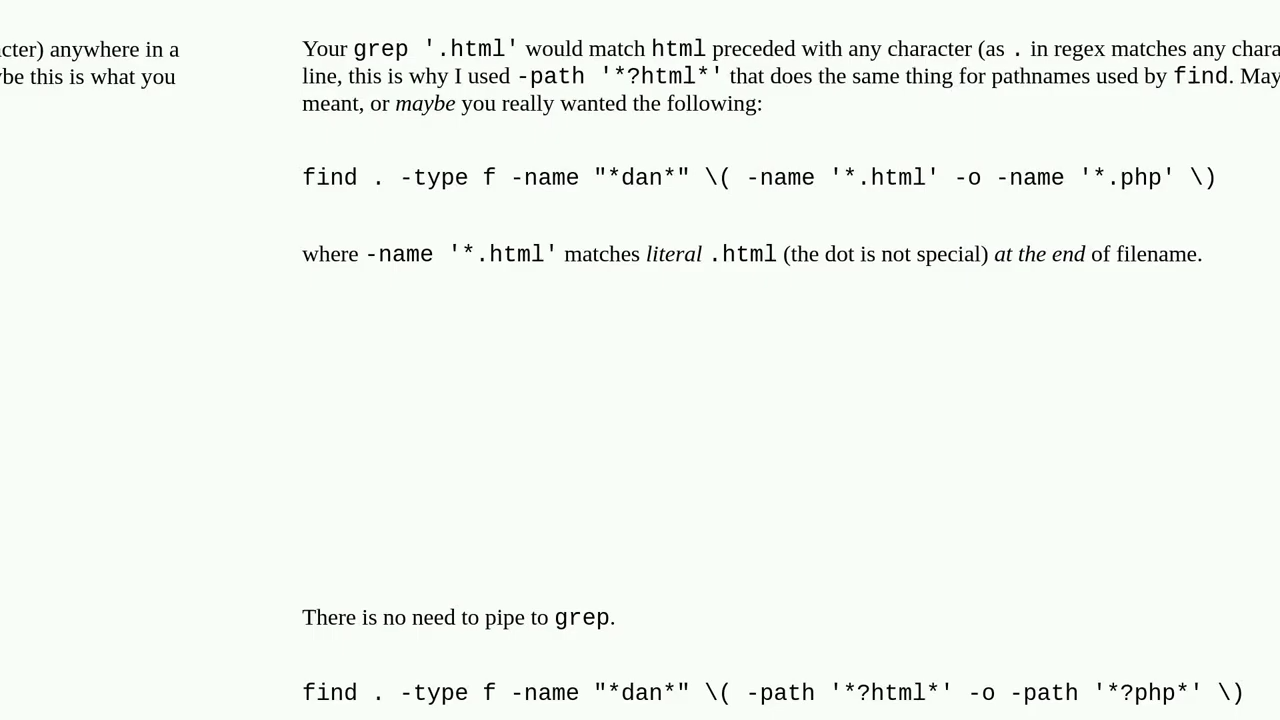 cter) anywhere in a
be this is what you
Your grep '.html' would match html preceded with any character (as . in regex matches any chara
line, this is why I used -path '*?html*' that does the same thing for pathnames used by find. May
meant, or maybe you really wanted the following:
find . -type f -name "*dan*" \( -name '*.html' -o -name '*.php' \)
where -name '*.html' matches literal .html (the dot is not special) at the end of filename.
There is no need to pipe to grep.
find . -type f -name "*dan*" \( -path '*?html*' -o -path '*?php*' \)